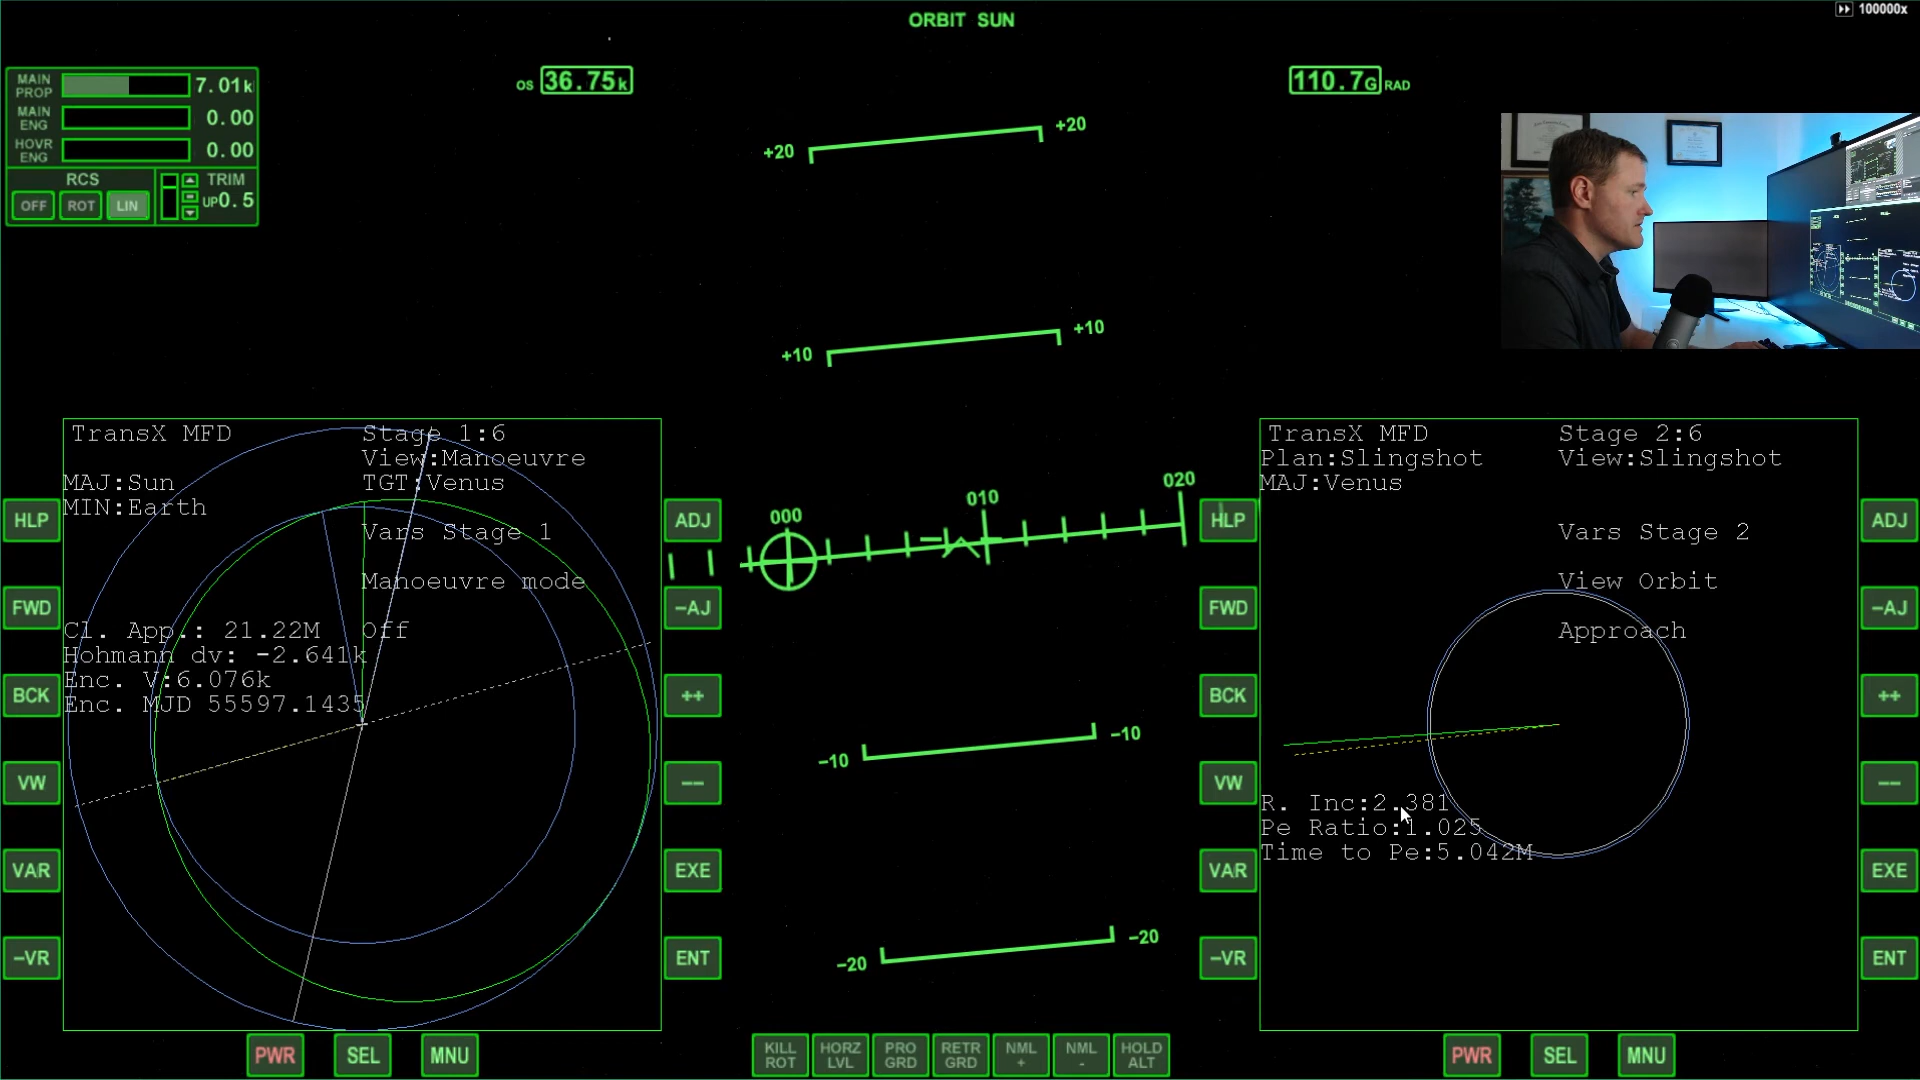 ORBIT SUN
100000x
MAIN PROP 7.01k
MAIN ENG 0.00
HOVR ENG 0.00
RCS
OFF ROT LIN
TRIM
UP 0.5
OS 36.75k
110.7G RAD
+20 +20
+10 +10
000 010 020
-10 -10
-20 -20
TransX MFD Stage 1:6
View:Manoeuvre
MAJ:Sun TGT:Venus
MIN:Earth
Vars Stage 1
Manoeuvre mode
Cl. App.: 21.22M Off
Hohmann dv: -2.641k
Enc. V:6.076k
Enc. MJD 55597.1435
HLP
FWD
BCK
VW
VAR
-VR
ADJ
-AJ
++
--
EXE
ENT
PWR SEL MNU
KILL ROT
HORZ LVL
PRO GRD
RETR GRD
NML +
NML -
HOLD ALT
TransX MFD Stage 2:6
Plan:Slingshot View:Slingshot
MAJ:Venus
Vars Stage 2
View Orbit
Approach
R. Inc:2.381
Pe Ratio:1.025
Time to Pe:5.042M
HLP
FWD
BCK
VW
VAR
-VR
ADJ
-AJ
++
--
EXE
ENT
PWR SEL MNU